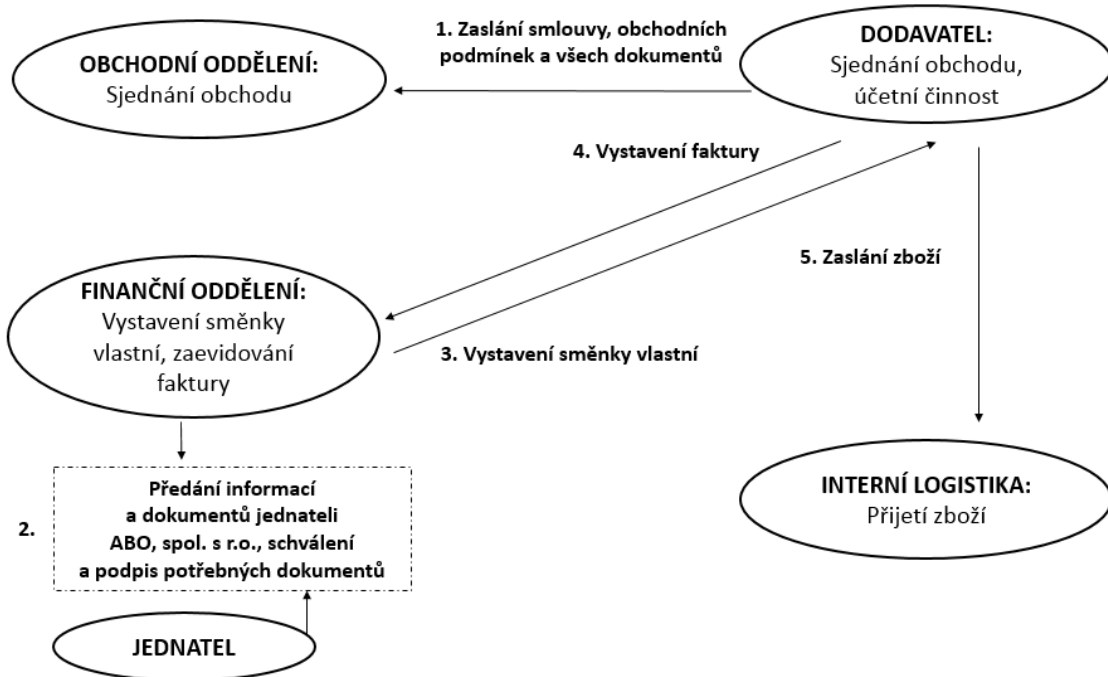 1. Zaslání smlouvy, obchodních
podmínek a všech dokumentů
OBCHODNÍ ODDĚLENÍ:
Sjednání obchodu
DODAVATEL:
Sjednání obchodu,
účetní činnost
4. Vystavení faktury
5. Zaslání zboží
FINANČNÍ ODDĚLENÍ:
Vystavení směnky
vlastní, zaevidování
faktury
3. Vystavení směnky vlastní
2.
Předání informací
a dokumentů jednateli
ABO, spol. s r.o., schválení
a podpis potřebných dokumentů
INTERNÍ LOGISTIKA:
Přijetí zboží
JEDNATEL